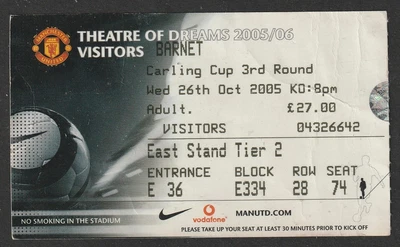 THEATRE OF DREAMS 2005/06
VISITORS BARNET
Carling Cup 3rd Round
Wed 26th Oct 2005 KO:8pm
Adult. £27.00
VISITORS 04326642
East Stand Tier 2
ENTRANCE BLOCK ROW SEAT
E 36 E334 28 74
NO SMOKING IN THE STADIUM
vodafone MANUTD.COM
PLEASE TAKE UP YOUR SEAT AT LEAST 30 MINUTES PRIOR TO KICK OFF